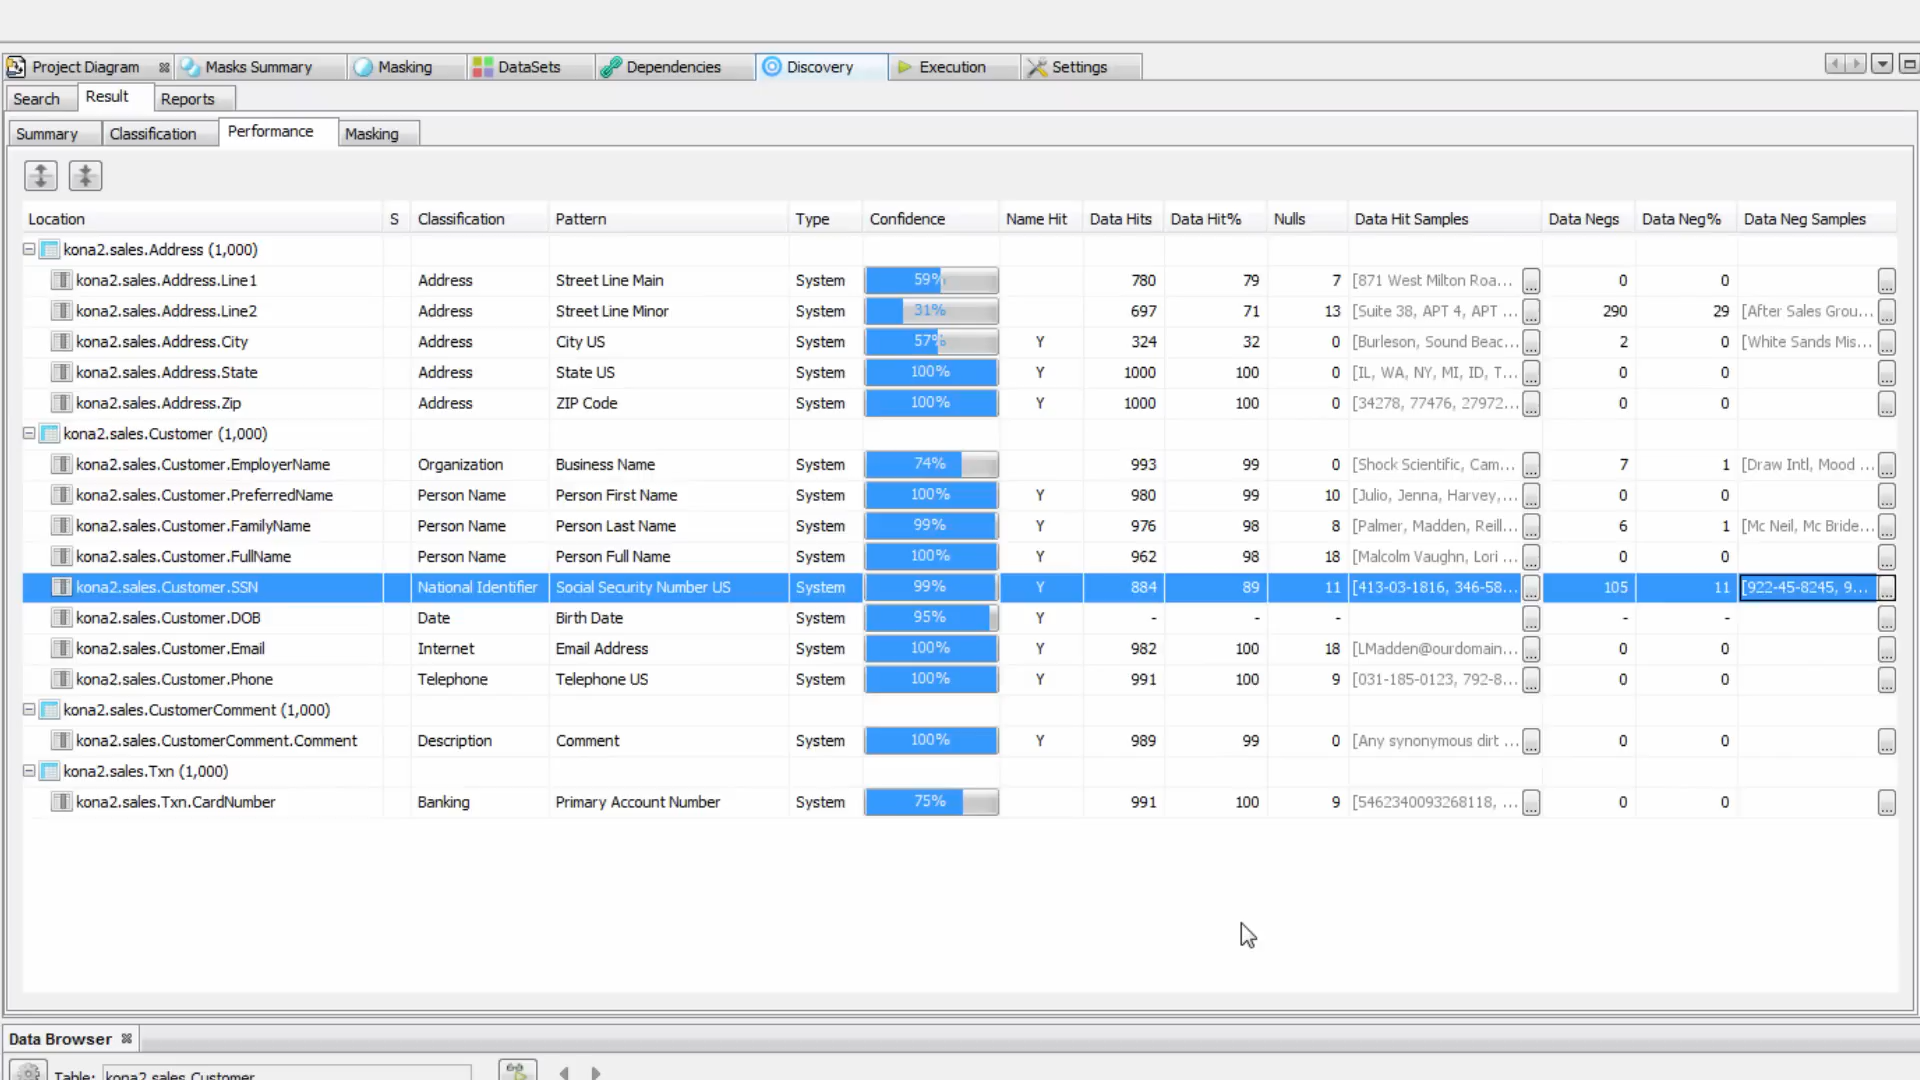 Project Diagram Masks Summary Masking DataSets Dependencies Discovery Execution Settings
Search Result Reports
Summary Classification Performance Masking
Location S Classification Pattern Type Confidence Name Hit Data Hits Data Hit% Nulls Data Hit Samples Data Negs Data Neg% Data Neg Samples
kona2.sales.Address (1,000)
kona2.sales.Address.Line1 Address Street Line Main System 59% 780 79 7 [871 West Milton Roa... ... 0 0 ...
kona2.sales.Address.Line2 Address Street Line Minor System 31% 697 71 13 [Suite 38, APT 4, APT ... ... 290 29 [After Sales Grou... ...
kona2.sales.Address.City Address City US System 57% Y 324 32 0 [Burleson, Sound Beac... ... 2 0 [White Sands Mis... ...
kona2.sales.Address.State Address State US System 100% Y 1000 100 0 [IL, WA, NY, MI, ID, T... ... 0 0 ...
kona2.sales.Address.Zip Address ZIP Code System 100% Y 1000 100 0 [34278, 77476, 27972... ... 0 0 ...
kona2.sales.Customer (1,000)
kona2.sales.Customer.EmployerName Organization Business Name System 74% 993 99 0 [Shock Scientific, Cam... ... 7 1 [Draw Intl, Mood ... ...
kona2.sales.Customer.PreferredName Person Name Person First Name System 100% Y 980 99 10 [Julio, Jenna, Harvey,... ... 0 0 ...
kona2.sales.Customer.FamilyName Person Name Person Last Name System 99% Y 976 98 8 [Palmer, Madden, Reill... ... 6 1 [Mc Neil, Mc Bride... ...
kona2.sales.Customer.FullName Person Name Person Full Name System 100% Y 962 98 18 [Malcolm Vaughn, Lori ... ... 0 0 ...
kona2.sales.Customer.SSN National Identifier Social Security Number US System 99% Y 884 89 11 [413-03-1816, 346-58... ... 105 11 [922-45-8245, 9... ...
kona2.sales.Customer.DOB Date Birth Date System 95% Y - - - ... - - ...
kona2.sales.Customer.Email Internet Email Address System 100% Y 982 100 18 [LMadden@ourdomain... ... 0 0 ...
kona2.sales.Customer.Phone Telephone Telephone US System 100% Y 991 100 9 [031-185-0123, 792-8... ... 0 0 ...
kona2.sales.CustomerComment (1,000)
kona2.sales.CustomerComment.Comment Description Comment System 100% Y 989 99 0 [Any synonymous dirt ... ... 0 0 ...
kona2.sales.Txn (1,000)
kona2.sales.Txn.CardNumber Banking Primary Account Number System 75% 991 100 9 [5462340093268118, ... ... 0 0 ...
Data Browser
Table: kona2.sales.Customer